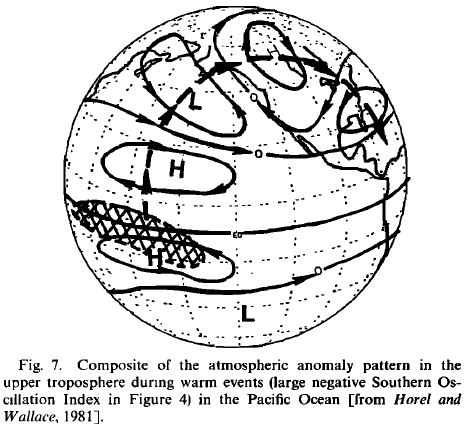 H
L
O
O
L
H
EQ
H
O
L
Fig. 7. Composite of the atmospheric anomaly pattern in the
upper troposphere during warm events (large negative Southern Os-
cillation Index in Figure 4) in the Pacific Ocean [from Horel and
Wallace, 1981].